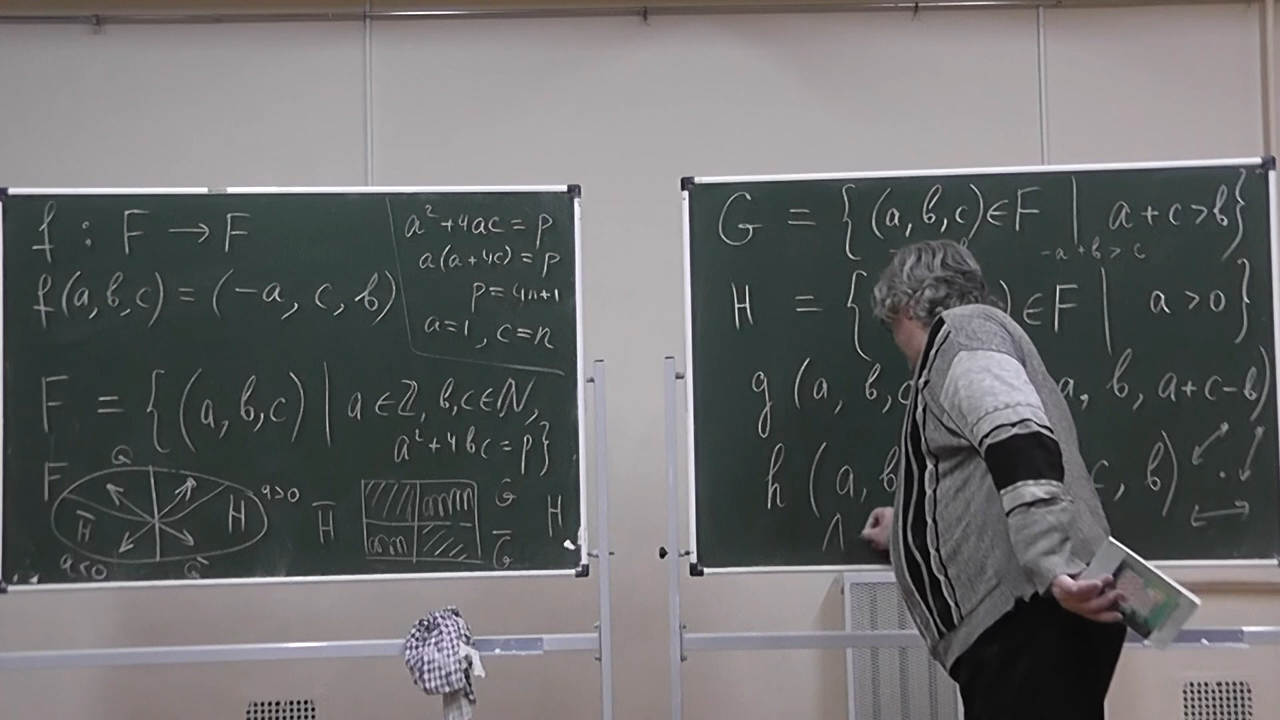 f : F → F
f(a, b, c) = (-a, c, b)
a² + 4ac = p
a(a+4c) = p
p = 4n+1
a=1, c=n
F = {(a, b, c) | a ∈ ℤ, b, c ∈ ℕ,
a² + 4bc = p}
F
G
H̅
H
a>0
a<0
G̅
H̅
G
G̅
H
G = {(a, b, c) ∈ F | a + c > b}
-a + b > c
H = { ) ∈ F | a > 0}
g (a, b, c a, b, a+c-b)
h (a, b c, b)